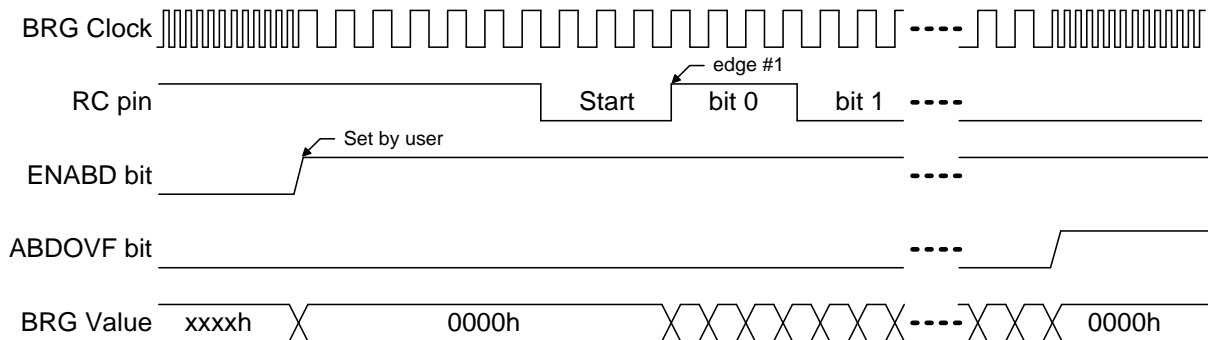 BRG Clock
edge #1
RC pin Start bit 0 bit 1
Set by user
ENABD bit
ABDOVF bit
BRG Value xxxxh 0000h 0000h